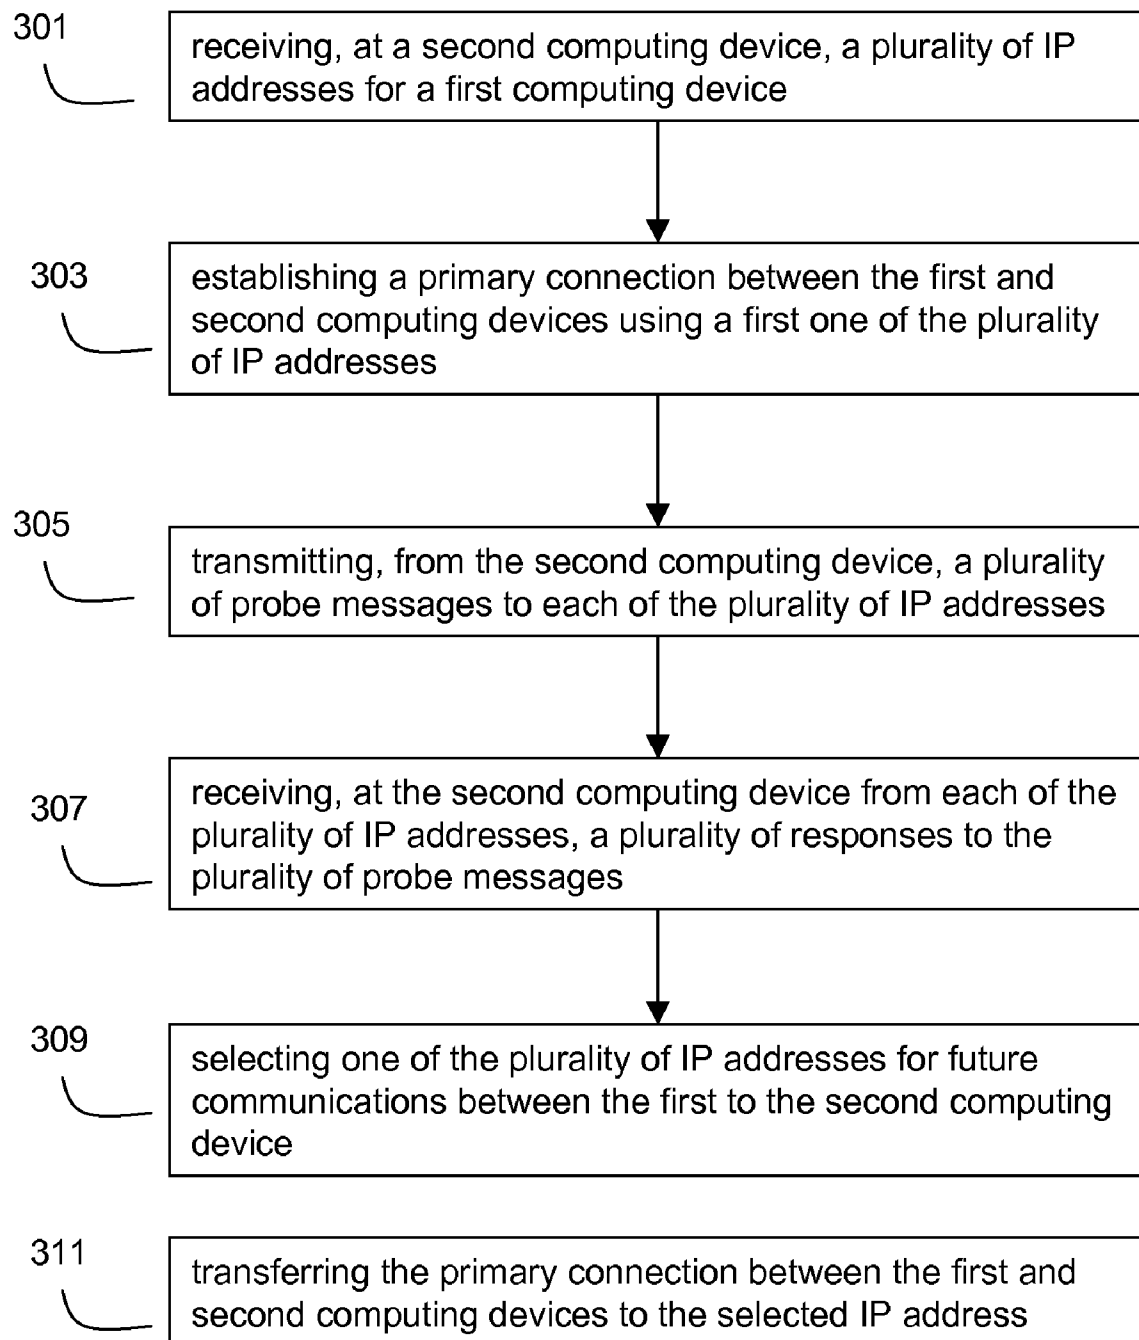 301
receiving, at a second computing device, a plurality of IP
addresses for a first computing device
303
establishing a primary connection between the first and
second computing devices using a first one of the plurality
of IP addresses
305
transmitting, from the second computing device, a plurality
of probe messages to each of the plurality of IP addresses
307
receiving, at the second computing device from each of the
plurality of IP addresses, a plurality of responses to the
plurality of probe messages
309
selecting one of the plurality of IP addresses for future
communications between the first to the second computing
device
311
transferring the primary connection between the first and
second computing devices to the selected IP address